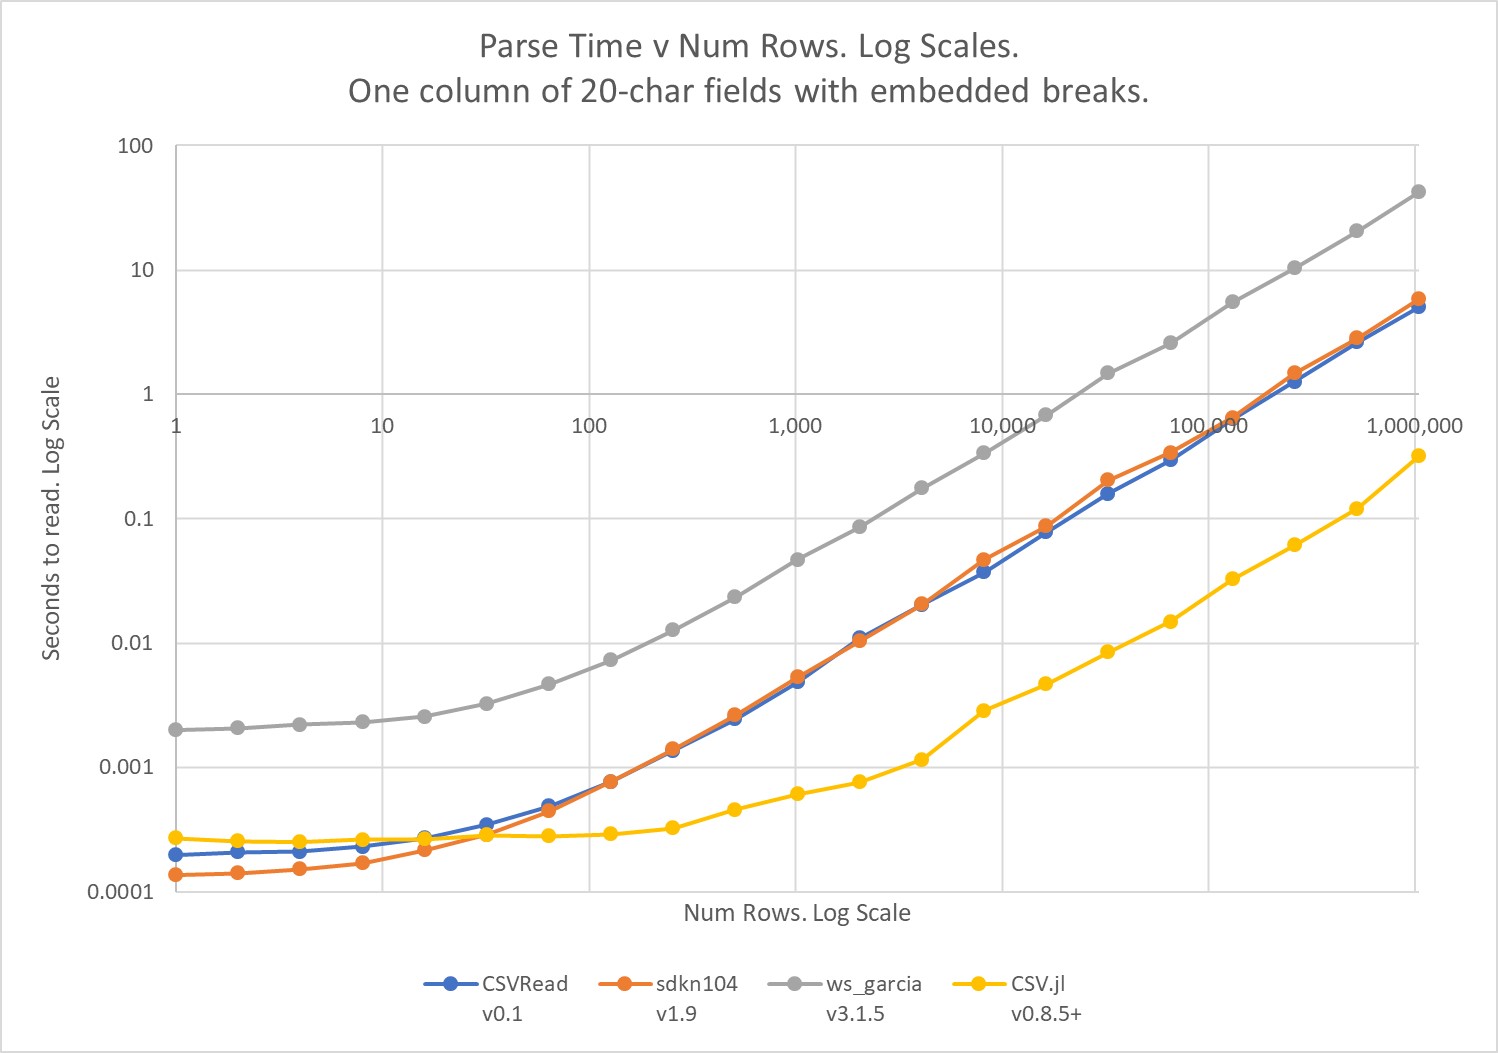 Parse Time v Num Rows. Log Scales.
One column of 20-char fields with embedded breaks.
Seconds to read. Log Scale
100
10
1
0.1
0.01
0.001
0.0001
1
10
100
1,000
10,000
100,000
1,000,000
Num Rows. Log Scale
CSVRead
v0.1
sdkn104
v1.9
ws_garcia
v3.1.5
CSV.jl
v0.8.5+